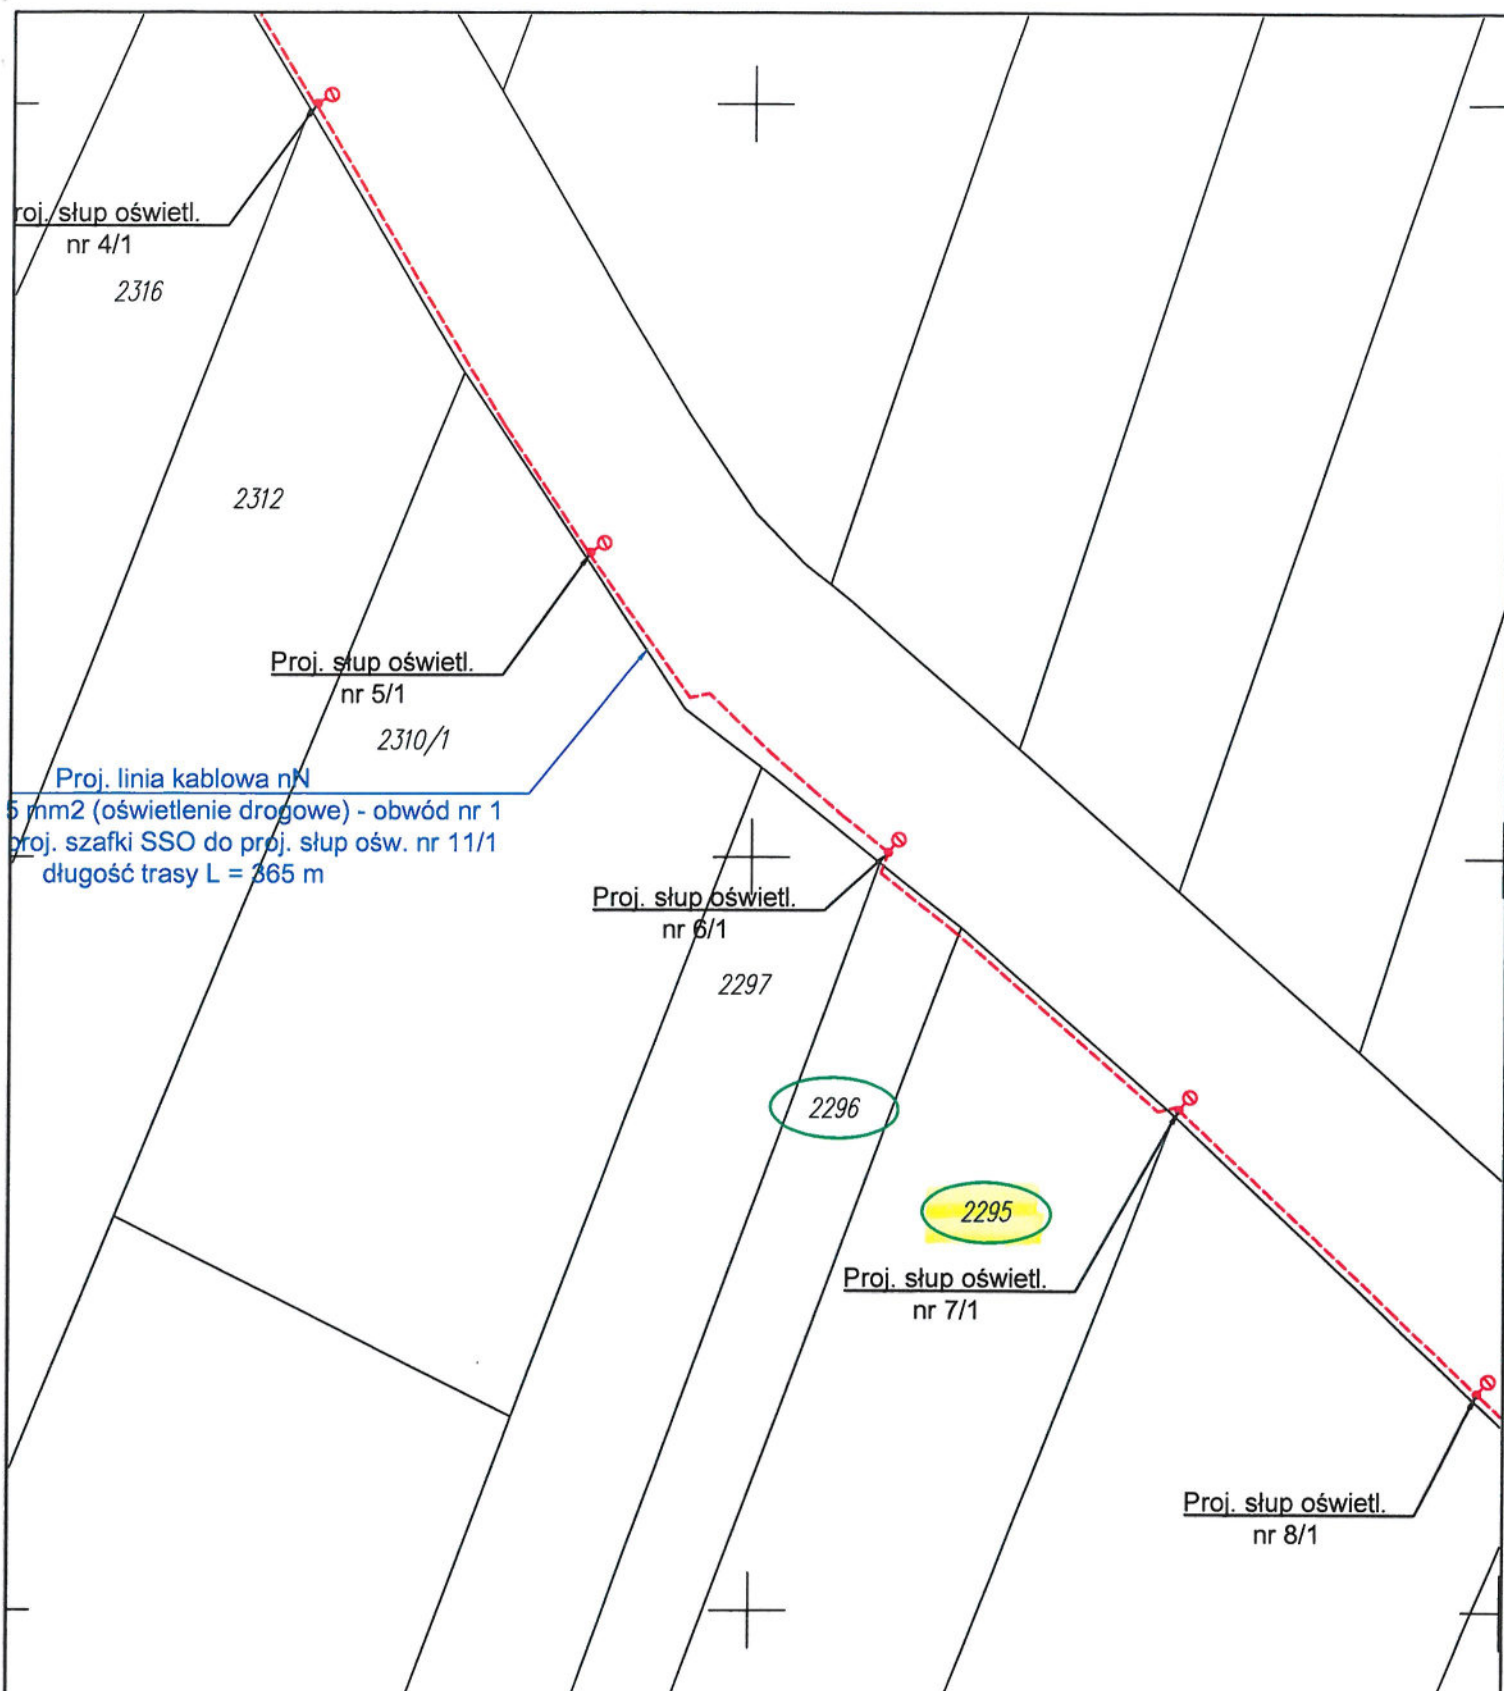 roj. słup oświetl.
nr 4/1
2316
2312
Proj. słup oświetl.
nr 5/1
2310/1
Proj. linia kablowa nN
5 mm2 (oświetlenie drogowe) - obwód nr 1
proj. szafki SSO do proj. słup ośw. nr 11/1
długość trasy L = 365 m
Proj. słup oświetl.
nr 6/1
2297
2296
2295
Proj. słup oświetl.
nr 7/1
Proj. słup oświetl.
nr 8/1